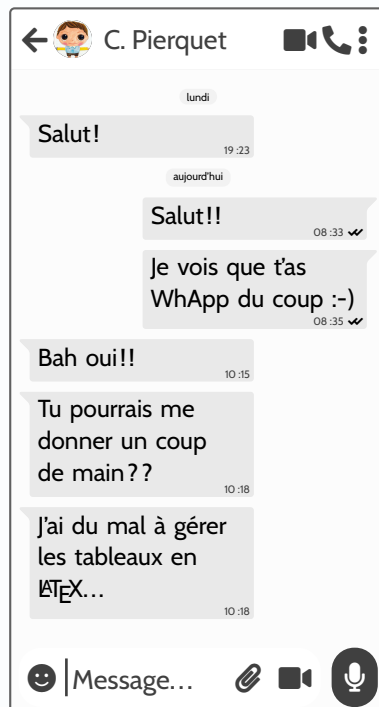 C. Pierquet
lundi
Salut!
19 :23
aujourd'hui
Salut!!
08 :33
Je vois que t'as
WhApp du coup :-)
08 :35
Bah oui!!
10 :15
Tu pourrais me
donner un coup
de main??
10 :18
J'ai du mal à gérer
les tableaux en
LATEX...
10 :18
Message...